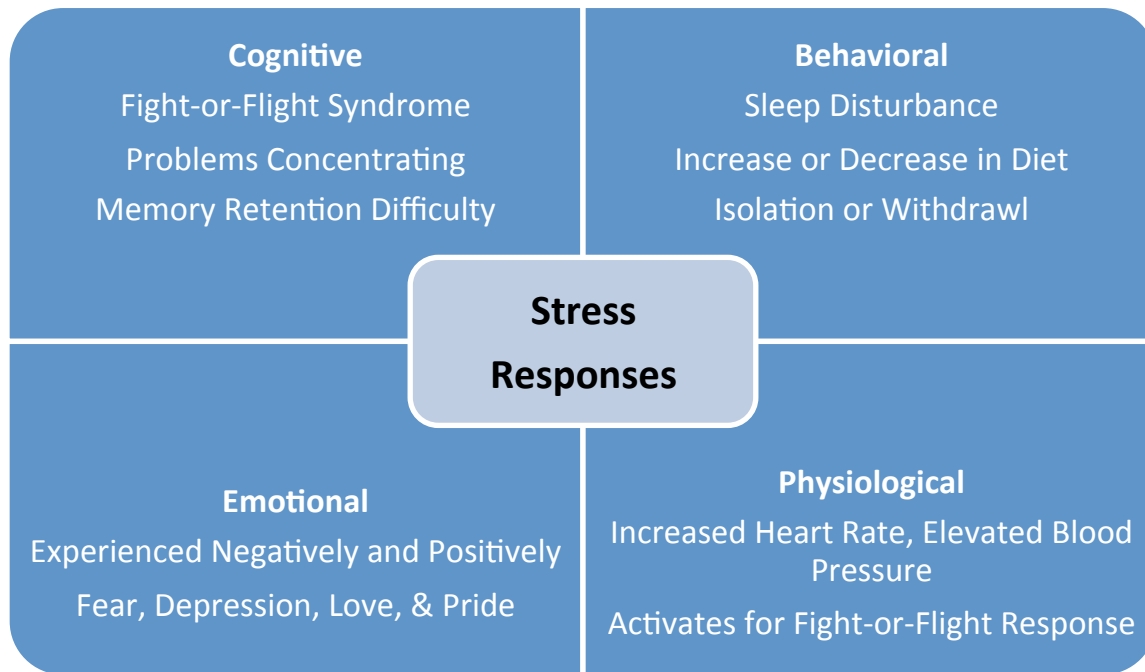 Cognitive
Fight-or-Flight Syndrome
Problems Concentrating
Memory Retention Difficulty
Behavioral
Sleep Disturbance
Increase or Decrease in Diet
Isolation or Withdrawl
Stress
Responses
Emotional
Experienced Negatively and Positively
Fear, Depression, Love, & Pride
Physiological
Increased Heart Rate, Elevated Blood
Pressure
Activates for Fight-or-Flight Response